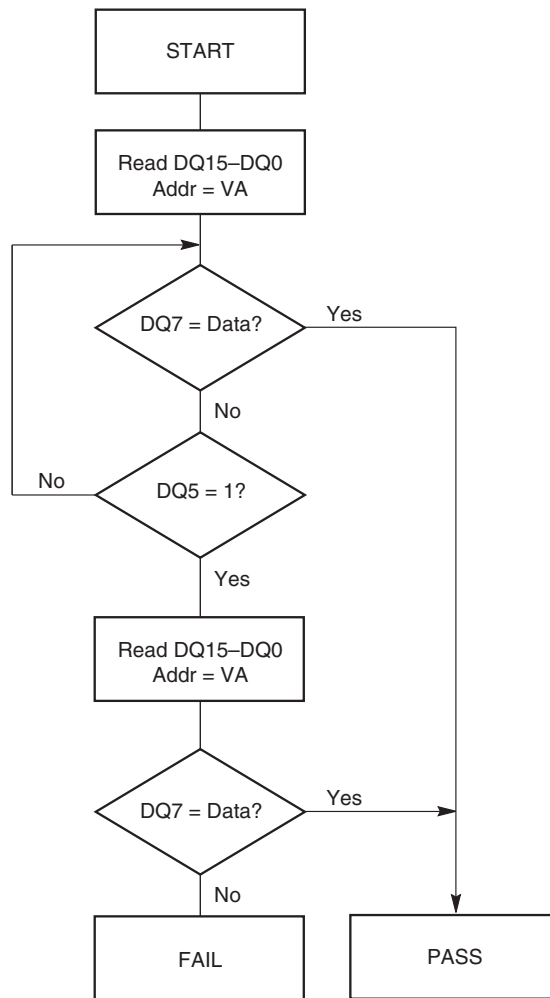 START
Read DQ15–DQ0
Addr = VA
DQ7 = Data?
Yes
No
No
DQ5 = 1?
Yes
Read DQ15–DQ0
Addr = VA
DQ7 = Data?
Yes
No
FAIL
PASS